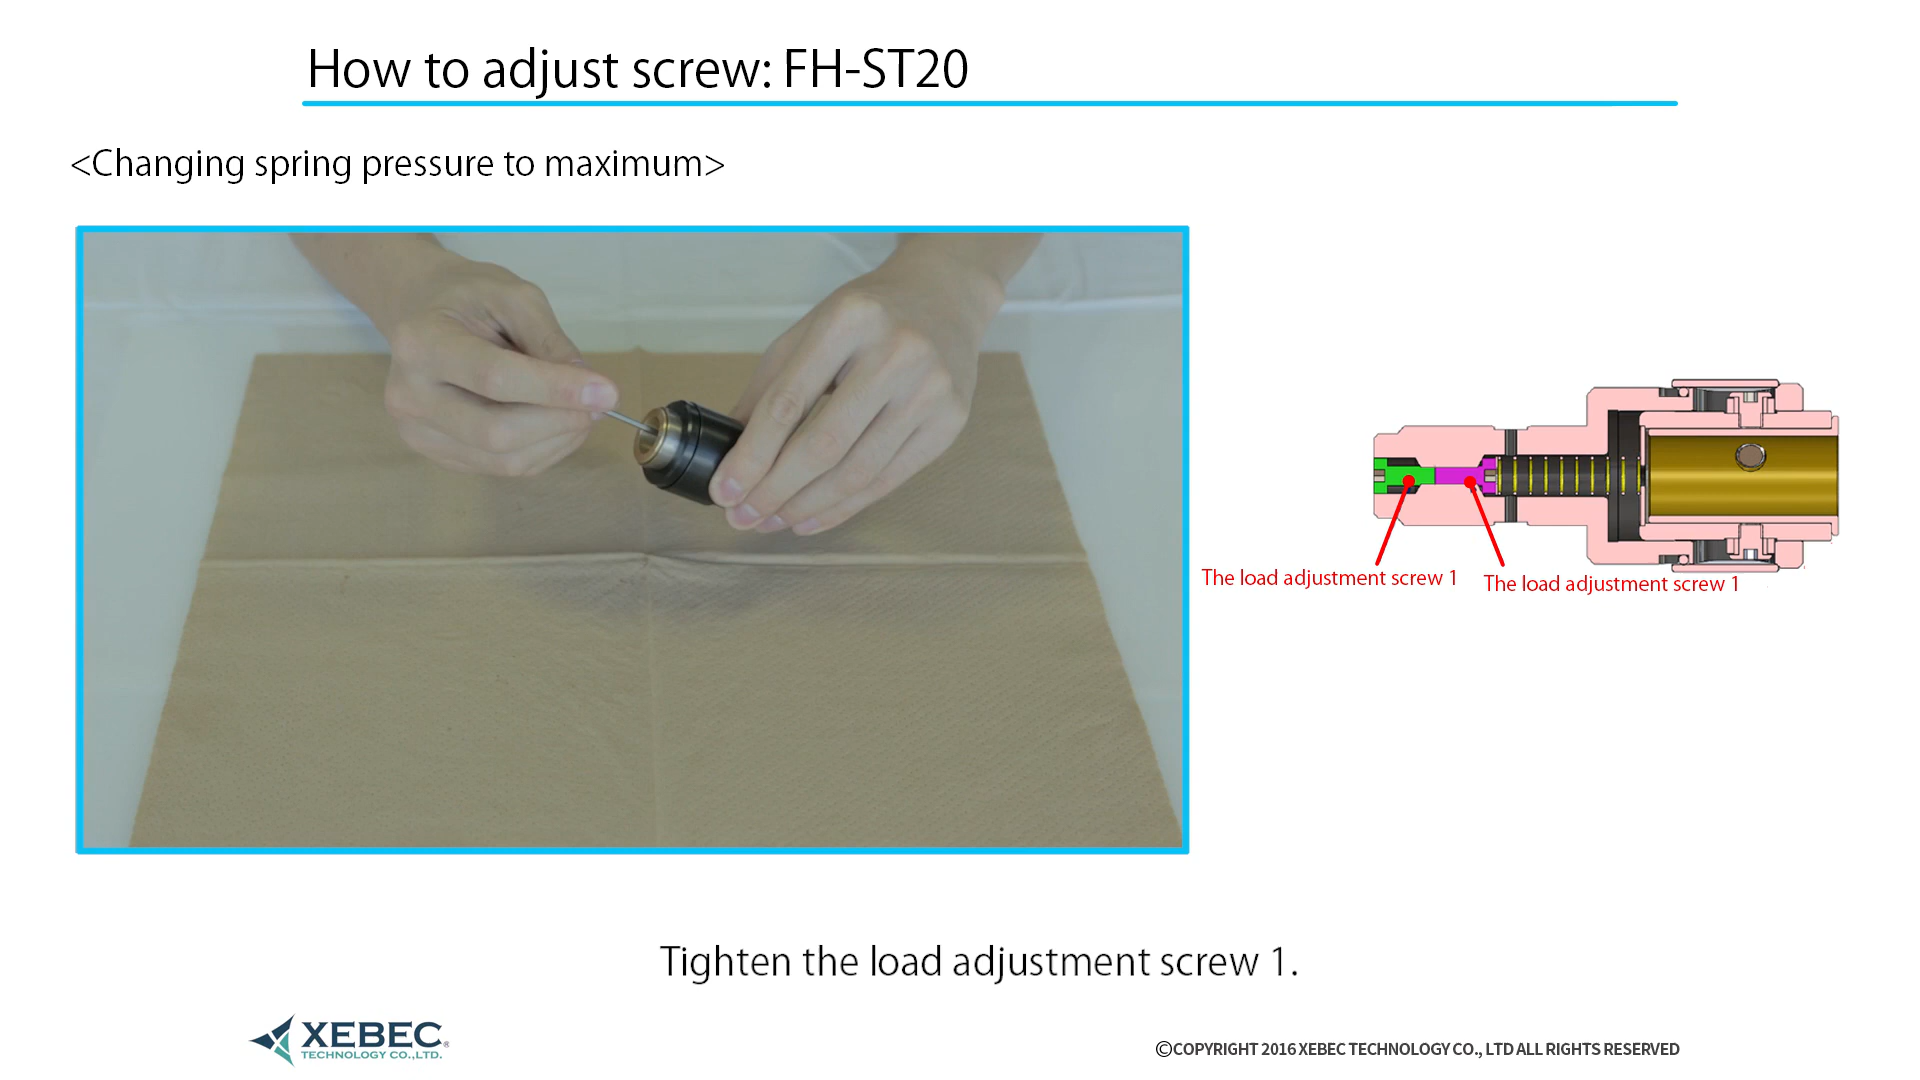 How to adjust screw: FH-ST20
<Changing spring pressure to maximum>
The load adjustment screw 1
The load adjustment screw 1
Tighten the load adjustment screw 1.
XEBEC®
TECHNOLOGY CO.,LTD.
©COPYRIGHT 2016 XEBEC TECHNOLOGY CO., LTD ALL RIGHTS RESERVED